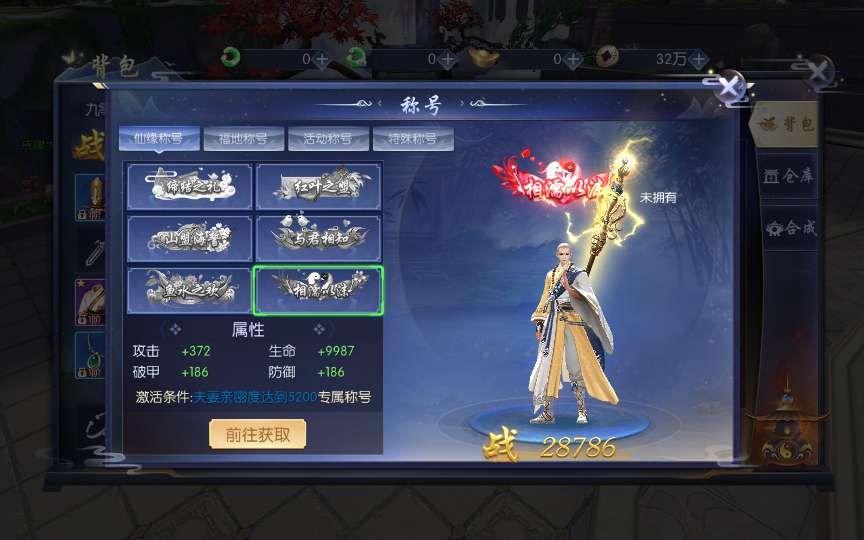 背包
0
0
0
32万
称号
仙缘称号
福地称号
活动称号
特殊称号
缔结之礼
红叶之盟
山盟海誓
与君相知
鱼水之欢
相濡以沫
相濡以沫
未拥有
背包
仓库
合成
战
属性
攻击 +372
生命 +9987
破甲 +186
防御 +186
激活条件:夫妻亲密度达到5200专属称号
前往获取
战 28786